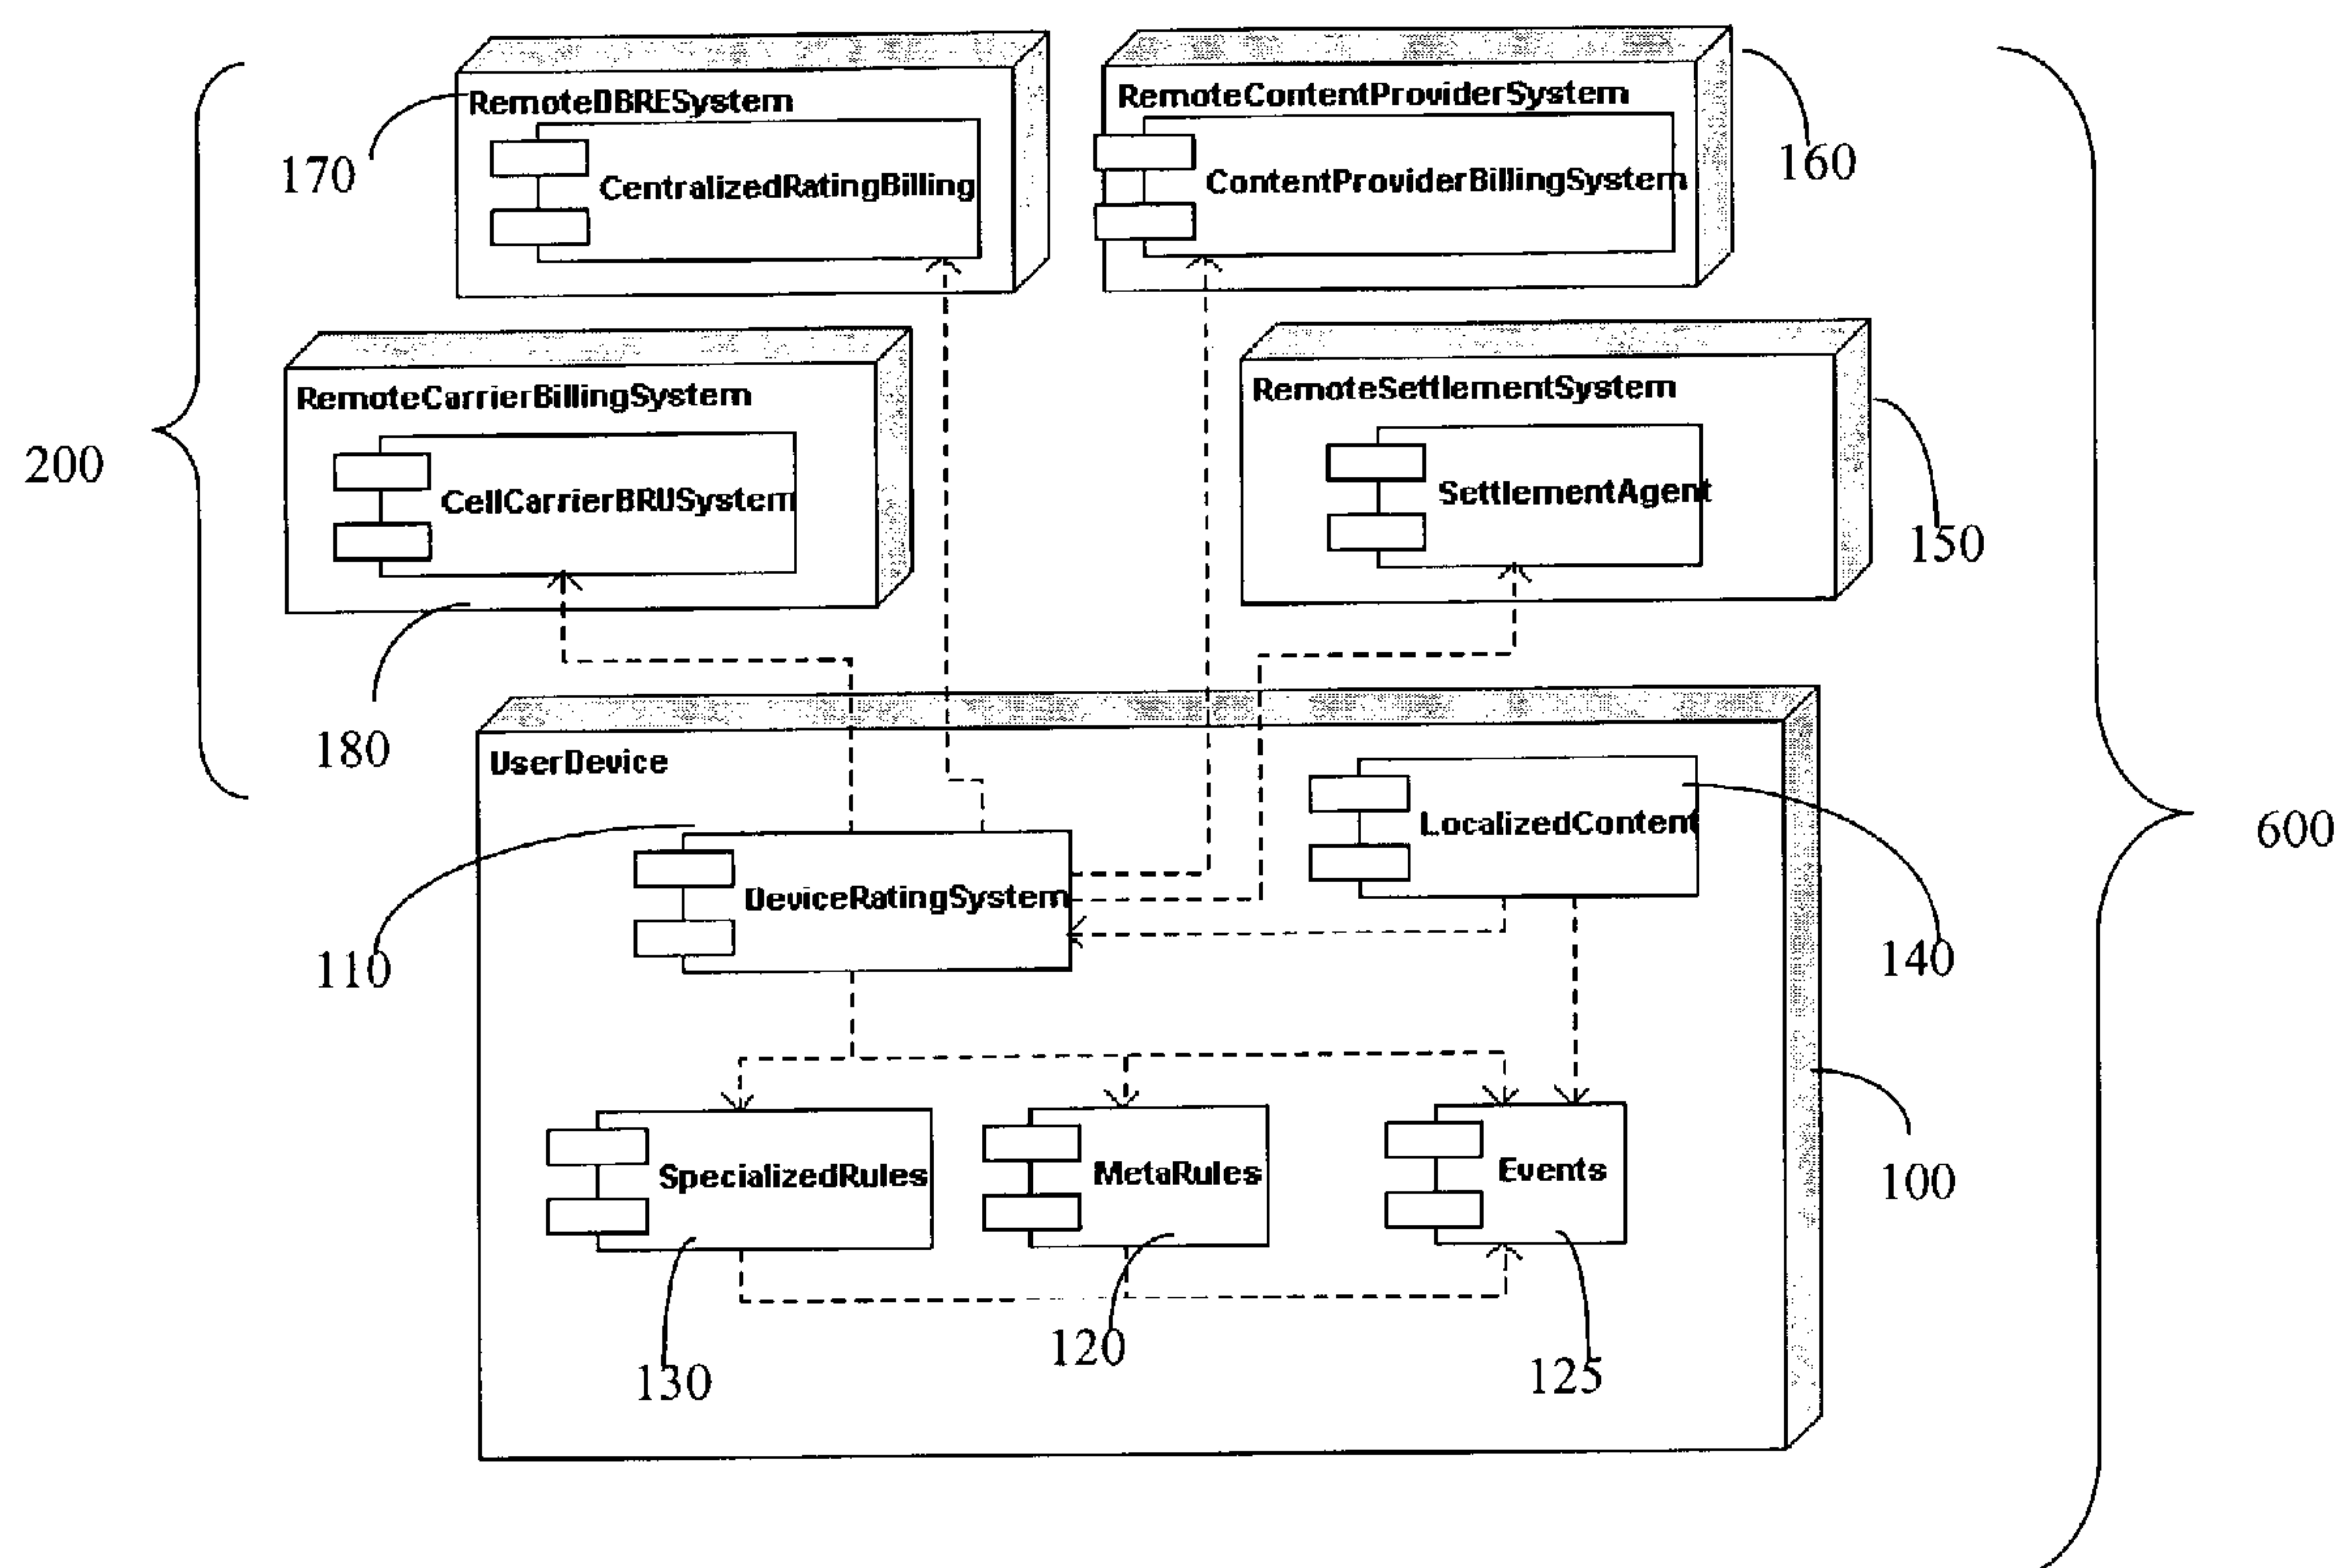 RemoteDBRESystem
RemoteContentProviderSystem
170
CentralizedRatingBilling
ContentProviderBillingSystem
160
RemoteCarrierBillingSystem
RemoteSettlementSystem
200
CellCarrierBRUSystem
SettlementAgent
150
180
UserDevice
LocalizedContent
600
110
DeviceRatingSystem
140
SpecializedRules
MetaRules
Events
100
130
120
125